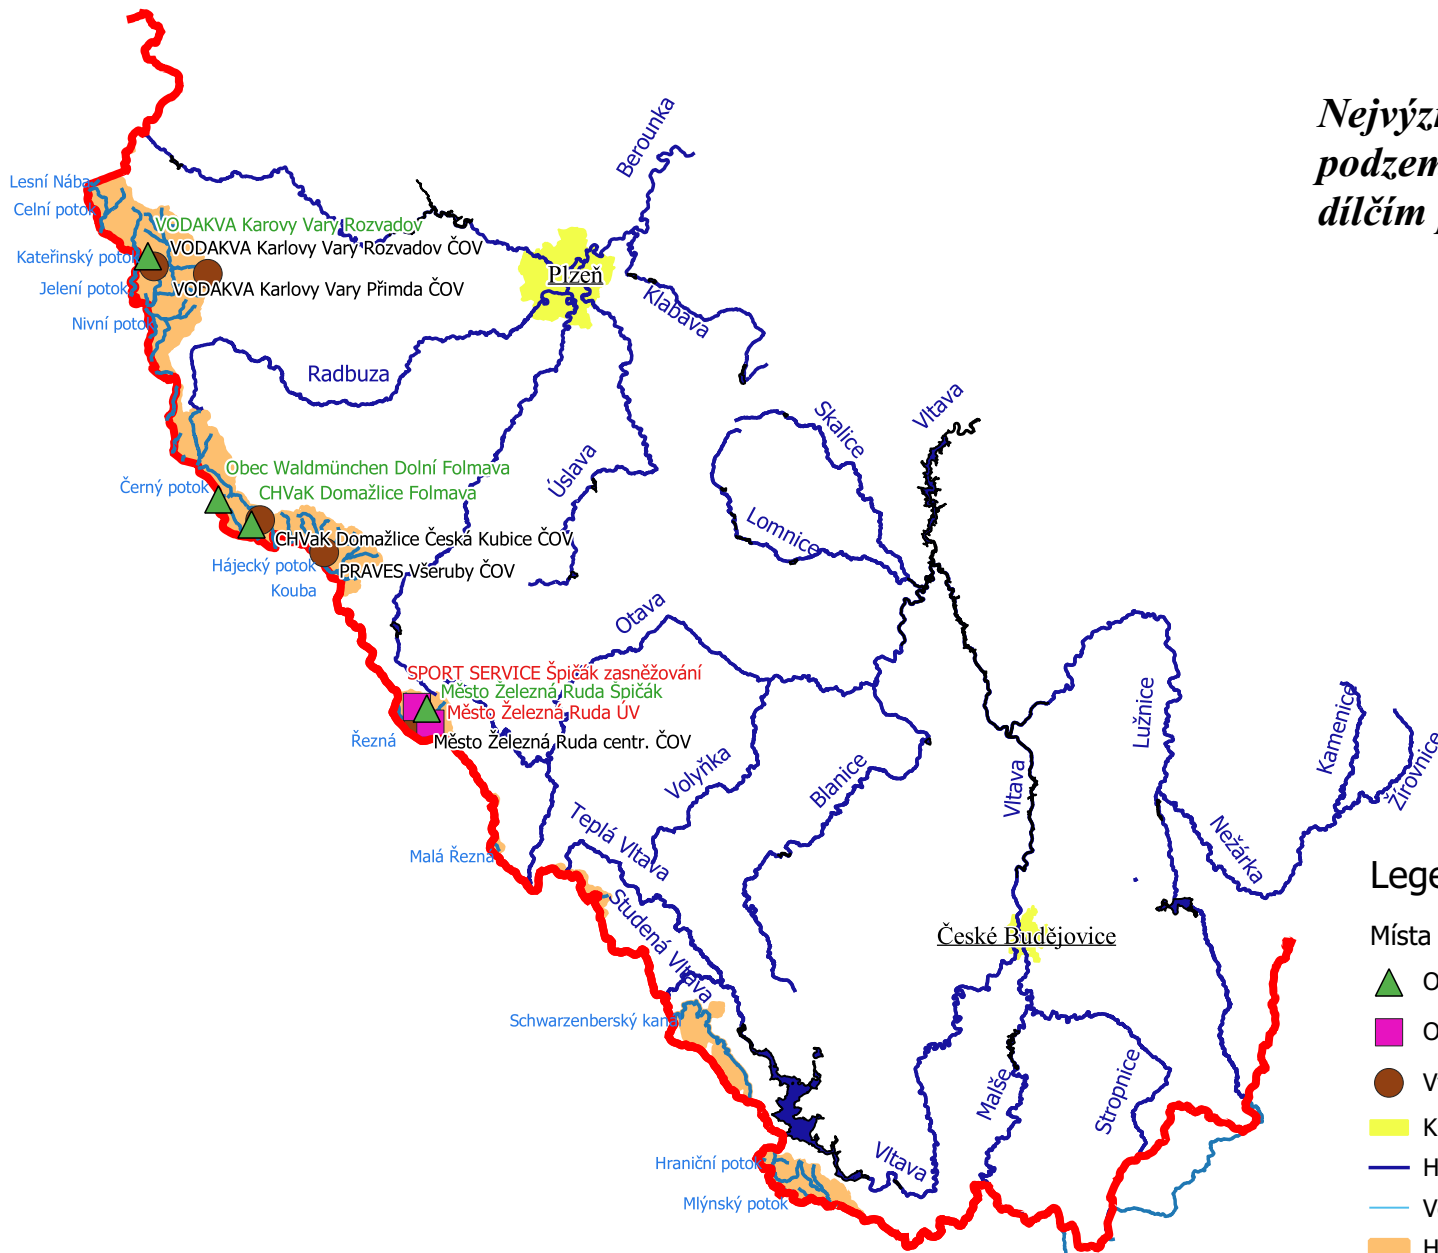 Nejvýz
podzem
dílčím
Berounka
Lesní Nába
Celní potok
VODAKVA Karovy Vary Rozvadov
VODAKVA Karlovy Vary Rozvadov ČOV
Kateřinský potok
Plzeň
Jelení potok
VODAKVA Karlovy Vary Přimda ČOV
Klabava
Nivní potok
Radbuza
Skalice
Vltava
Úslava
Obec Waldmünchen Dolní Folmava
Černý potok
CHVaK Domažlice Folmava
Lomnice
CHVaK Domažlice Česká Kubice ČOV
Hájecký potok
PRAVES Všeruby ČOV
Kouba
Otava
SPORT SERVICE Špičák zasněžování
Město Železná Ruda Špičák
Město Železná Ruda ÚV
Řezná
Město Železná Ruda centr. ČOV
Lužnice
Kamenice
Žírovnice
Volyňka
Blanice
Vltava
Teplá Vltava
Nežárka
Malá Řezná
Lege
Studená Vltava
České Budějovice
Místa
O
Schwarzenberský kanál
O
V
Malše
Stropnice
K
Hraniční potok
Vltava
H
Mlýnský potok
V
H